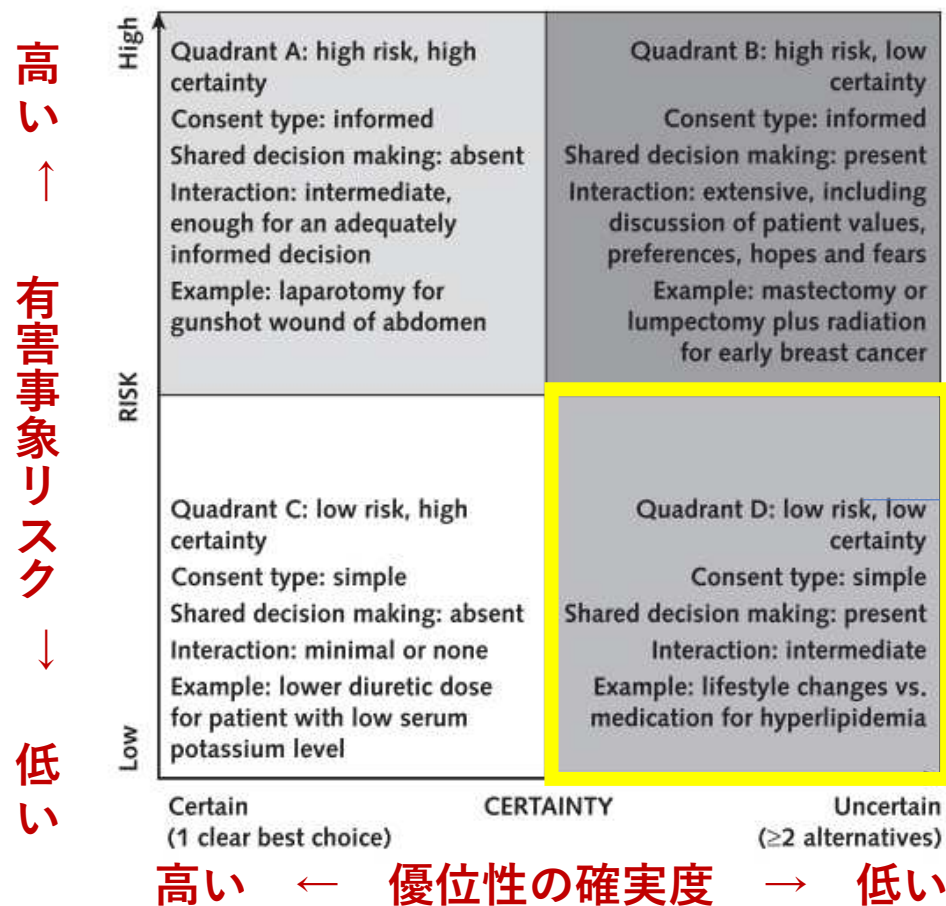 高い ↑ 有害事象リスク ↓ 低い
High
RISK
Low
Quadrant A: high risk, high
certainty
Consent type: informed
Shared decision making: absent
Interaction: intermediate,
enough for an adequately
informed decision
Example: laparotomy for
gunshot wound of abdomen
Quadrant B: high risk, low
certainty
Consent type: informed
Shared decision making: present
Interaction: extensive, including
discussion of patient values,
preferences, hopes and fears
Example: mastectomy or
lumpectomy plus radiation
for early breast cancer
Quadrant C: low risk, high
certainty
Consent type: simple
Shared decision making: absent
Interaction: minimal or none
Example: lower diuretic dose
for patient with low serum
potassium level
Quadrant D: low risk, low
certainty
Consent type: simple
Shared decision making: present
Interaction: intermediate
Example: lifestyle changes vs.
medication for hyperlipidemia
Certain
(1 clear best choice)
CERTAINTY
Uncertain
(≥2 alternatives)
高い ← 優位性の確実度 → 低い